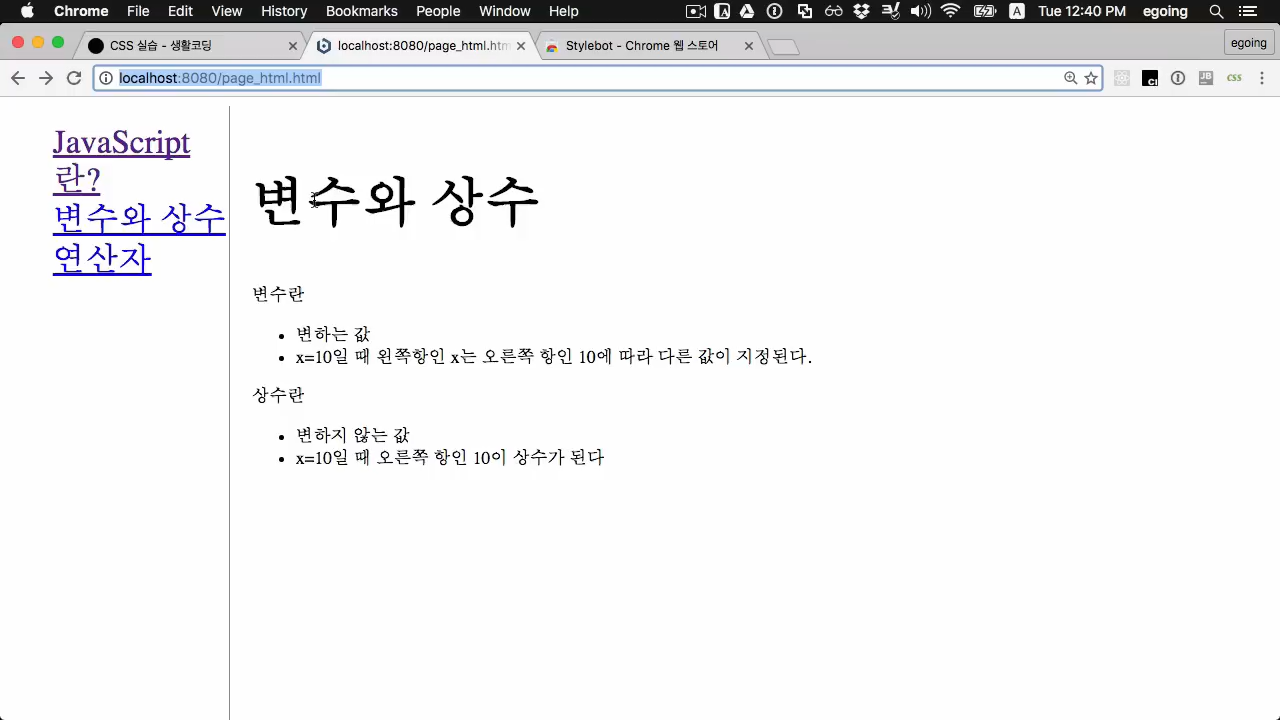 Chrome File Edit View History Bookmarks People Window Help Tue 12:40 PM egoing
CSS 실습 - 생활코딩 localhost:8080/page_html.htm Stylebot - Chrome 웹 스토어 egoing
localhost:8080/page_html.html
JavaScript
란?
변수와 상수
연산자
변수와 상수
변수란
변하는 값
x=10일 때 왼쪽항인 x는 오른쪽 항인 10에 따라 다른 값이 지정된다.
상수란
변하지 않는 값
x=10일 때 오른쪽 항인 10이 상수가 된다